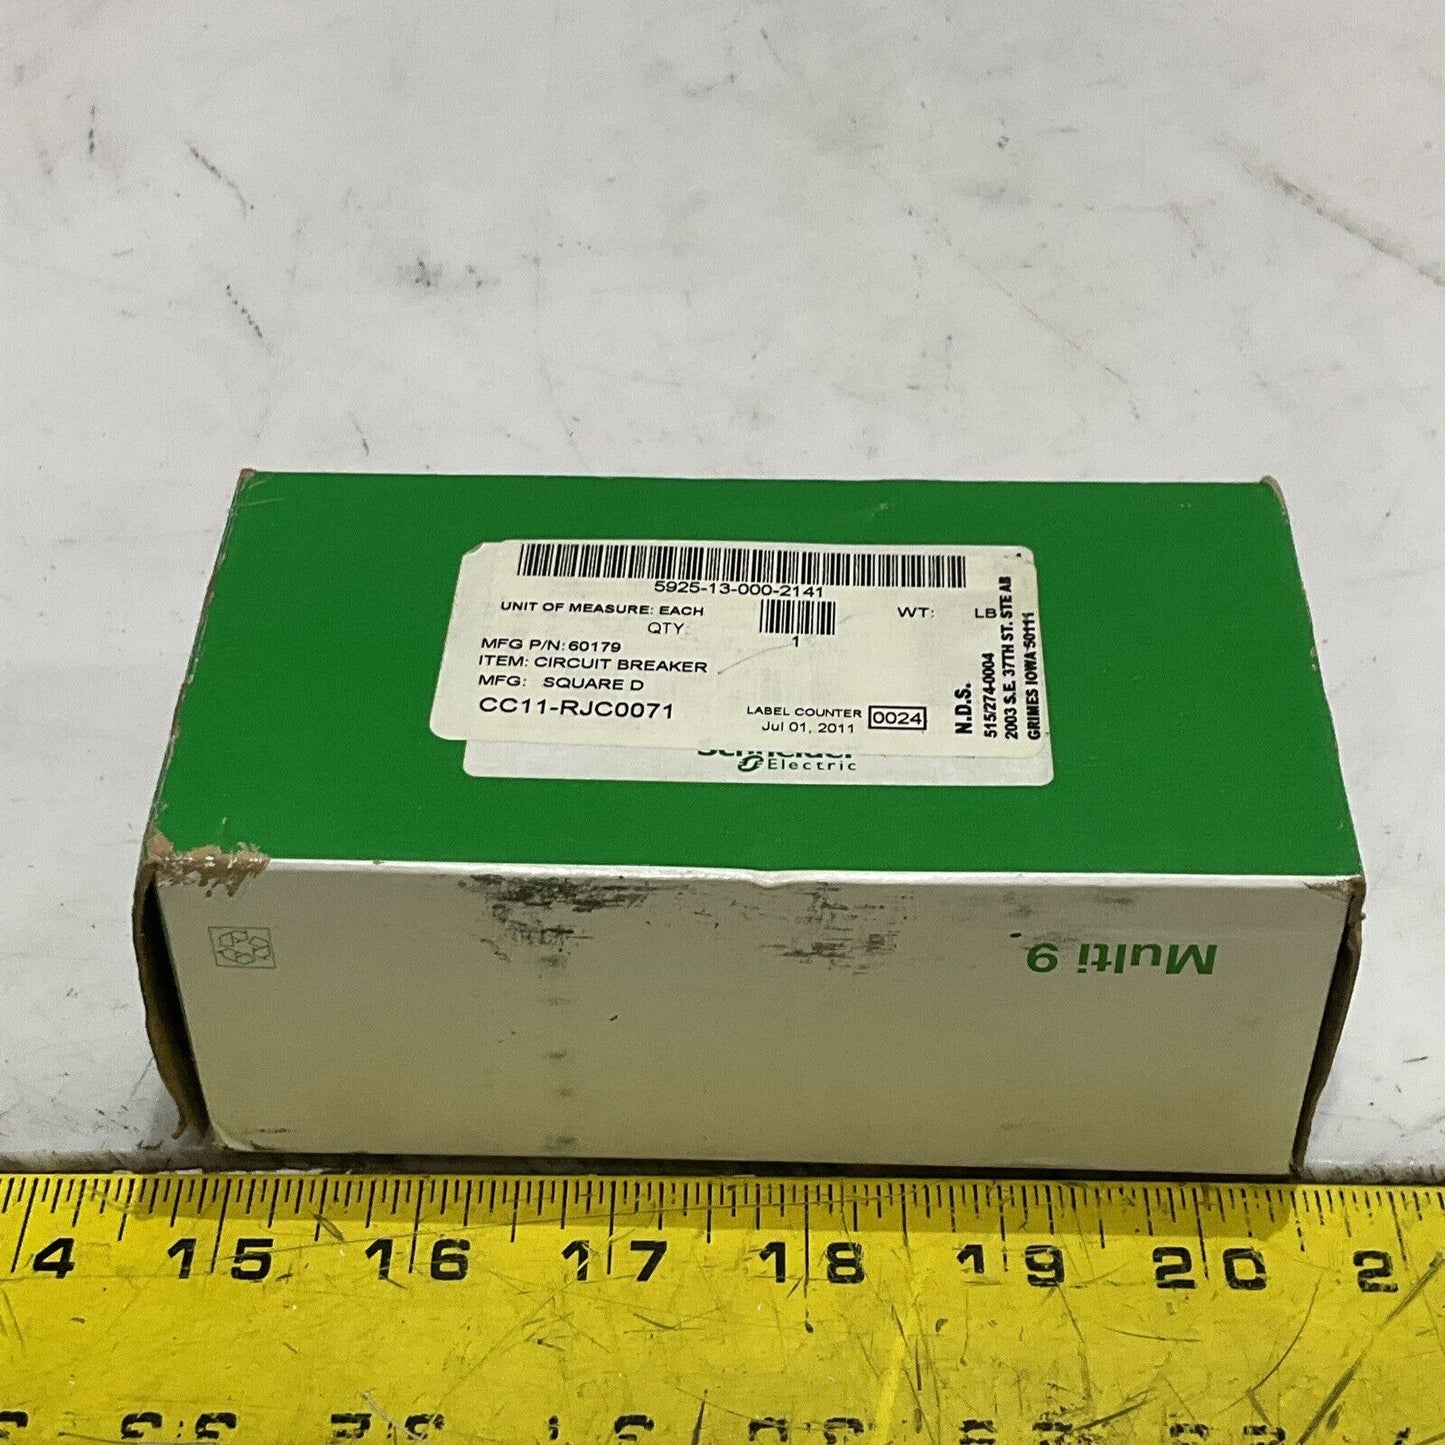 5925-13-000-2141
UNIT OF MEASURE: EACH
WT: LB
QTY: 1
MFG P/N: 60179
ITEM: CIRCUIT BREAKER
MFG: SQUARE D
CC11-RJC0071
LABEL COUNTER 0024
Jul 01, 2011
N.D.S.
515/274-0004
2003 S.E. 37TH ST. STE AB
GRIMES IOWA 50111
Schneider
Electric
Multi 9
4 15 16 17 18 19 20 2